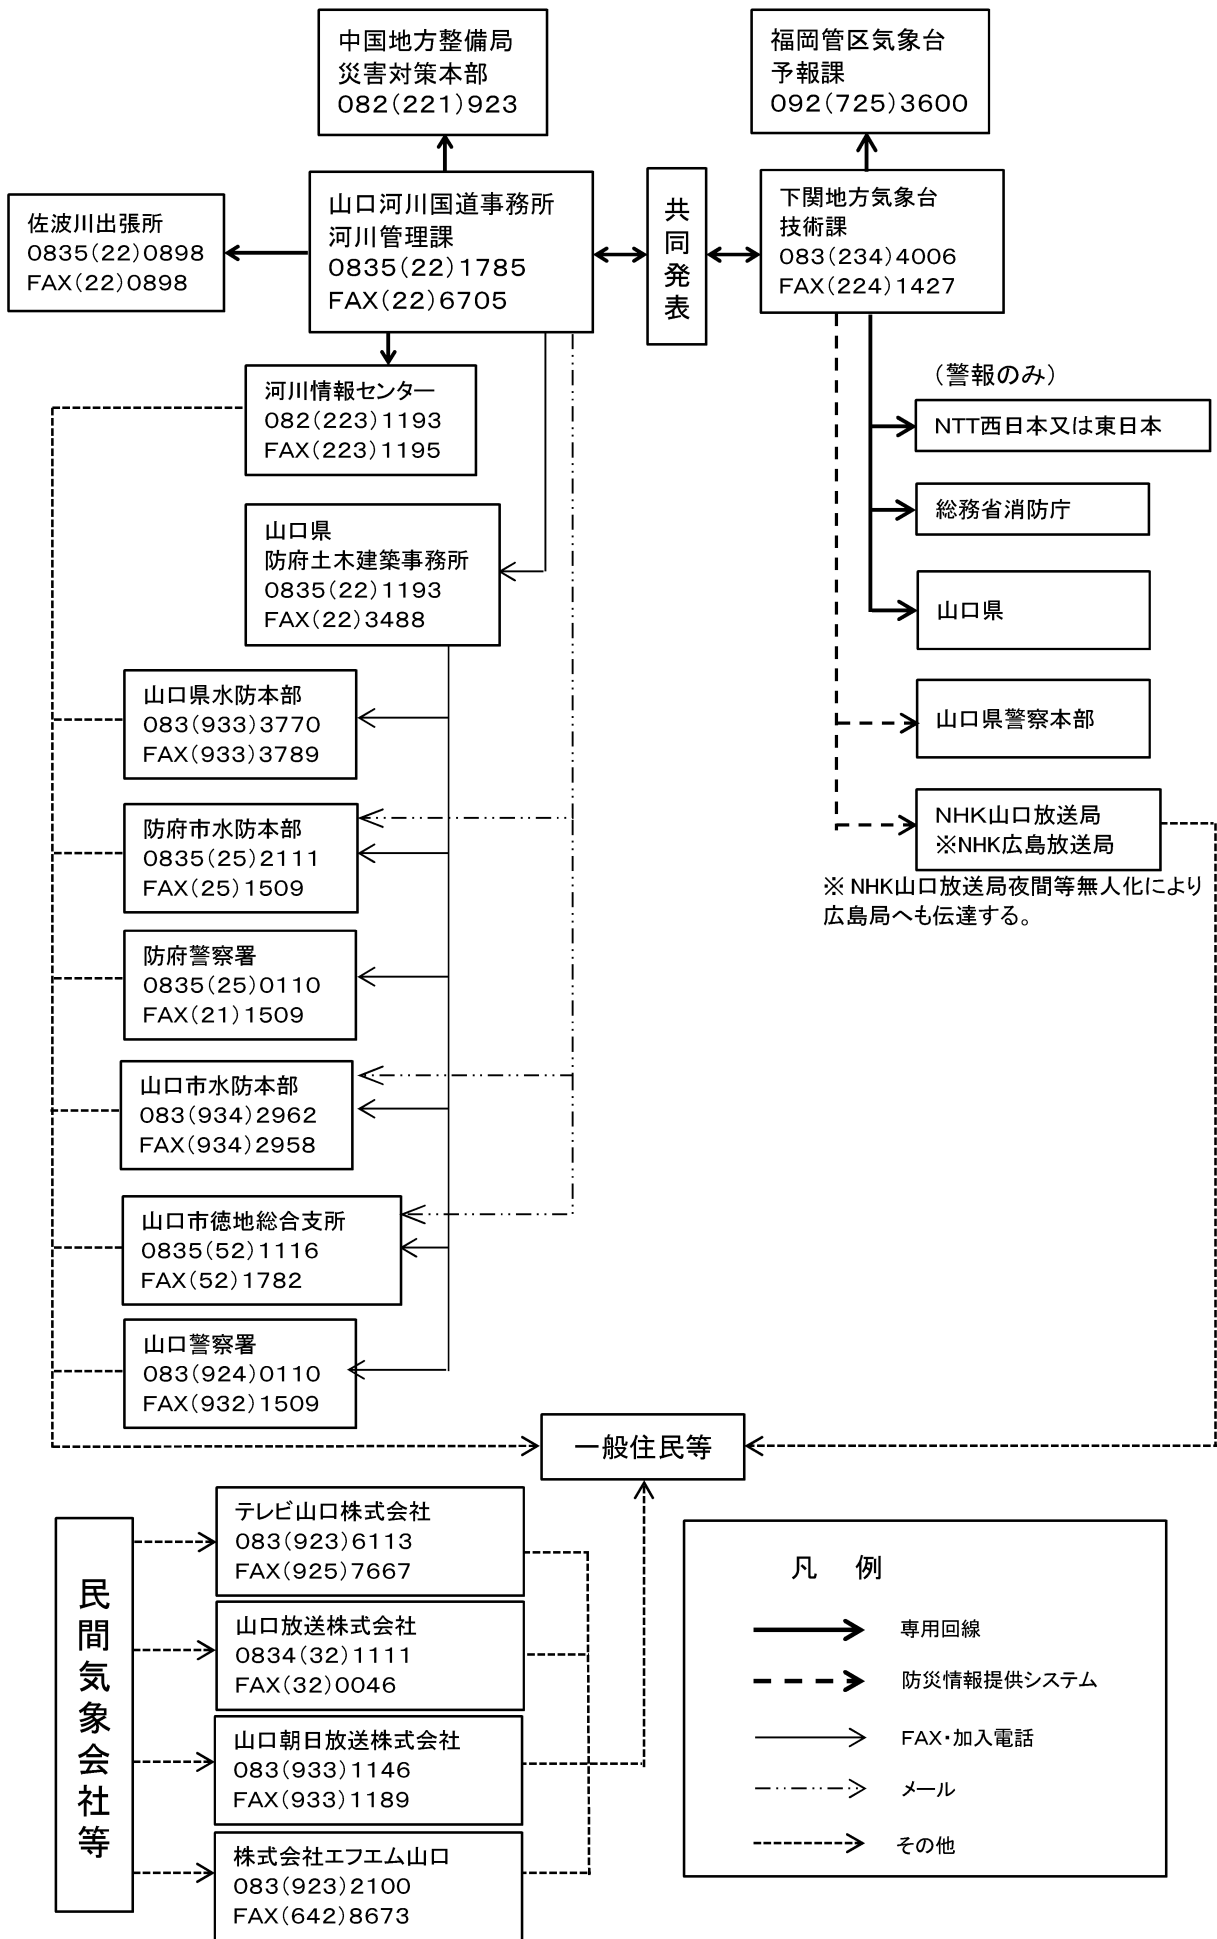 中国地方整備局
災害対策本部
082(221)923
福岡管区気象台
予報課
092(725)3600
佐波川出張所
0835(22)0898
FAX(22)0898
山口河川国道事務所
河川管理課
0835(22)1785
FAX(22)6705
共同発表
下関地方気象台
技術課
083(234)4006
FAX(224)1427
河川情報センター
082(223)1193
FAX(223)1195
(警報のみ)
NTT西日本又は東日本
総務省消防庁
山口県
山口県警察本部
NHK山口放送局
※NHK広島放送局
※ NHK山口放送局夜間等無人化により
広島局へも伝達する。
山口県
防府土木建築事務所
0835(22)1193
FAX(22)3488
山口県水防本部
083(933)3770
FAX(933)3789
防府市水防本部
0835(25)2111
FAX(25)1509
防府警察署
0835(25)0110
FAX(21)1509
山口市水防本部
083(934)2962
FAX(934)2958
山口市徳地総合支所
0835(52)1116
FAX(52)1782
山口警察署
083(924)0110
FAX(932)1509
一般住民等
民間気象会社等
テレビ山口株式会社
083(923)6113
FAX(925)7667
山口放送株式会社
0834(32)1111
FAX(32)0046
山口朝日放送株式会社
083(933)1146
FAX(933)1189
株式会社エフエム山口
083(923)2100
FAX(642)8673
凡 例
専用回線
防災情報提供システム
FAX・加入電話
メール
その他